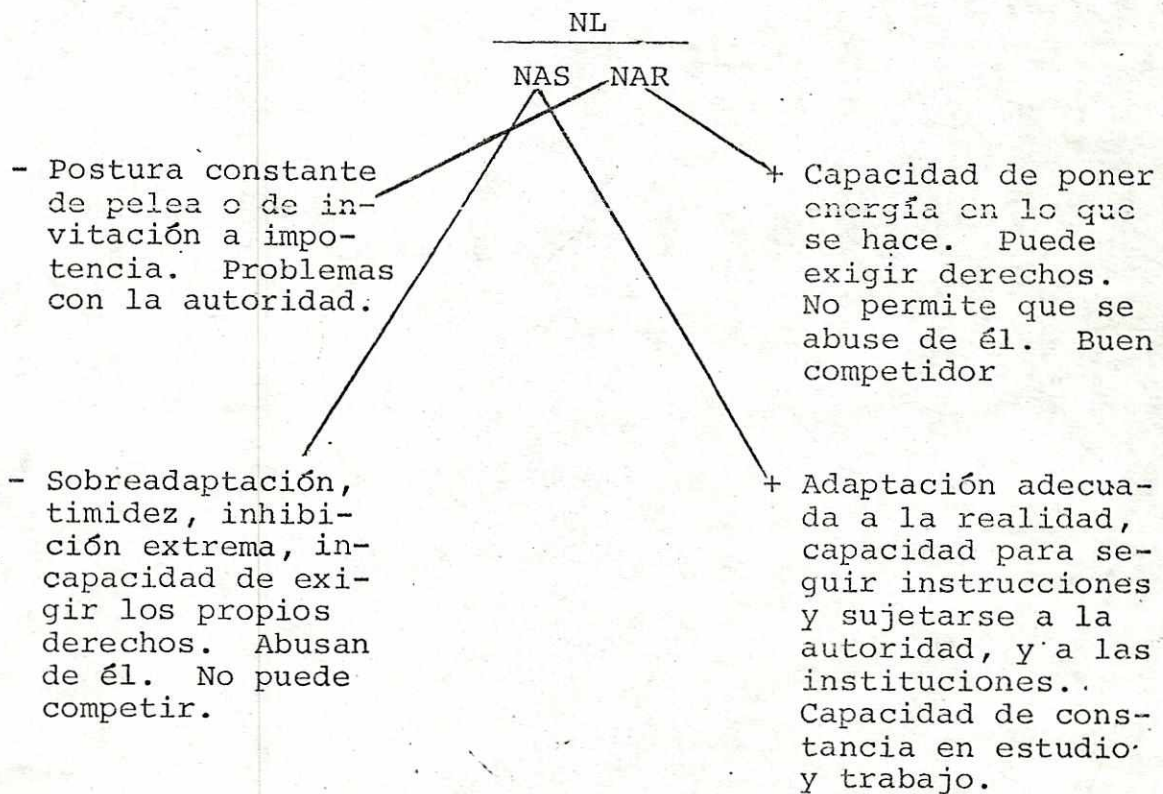 NL
NAS NAR
- Postura constante
de pelea o de in-
vitación a impo-
tencia. Problemas
con la autoridad.
+ Capacidad de poner
energía en lo que
se hace. Puede
exigir derechos.
No permite que se
abuse de él. Buen
competidor
- Sobreadaptación,
timidez, inhibi-
ción extrema, in-
capacidad de exi-
gir los propios
derechos. Abusan
de él. No puede
competir.
+ Adaptación adecua-
da a la realidad,
capacidad para se-
guir instrucciones
y sujetarse a la
autoridad, y a las
instituciones.
Capacidad de cons-
tancia en estudio
y trabajo.